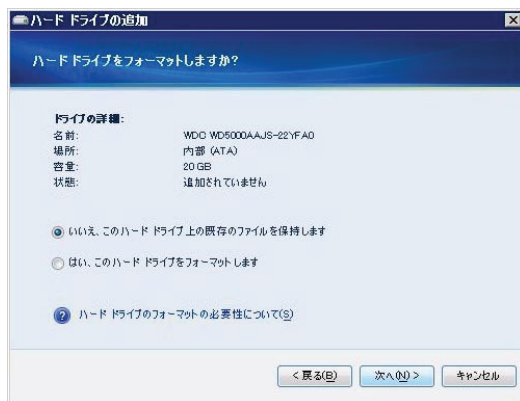 ハード ドライブの追加
ハード ドライブをフォーマットしますか?
ドライブの詳細:
名前: WDC WD5000AAJS-22YFA0
場所: 内部 (ATA)
容量: 20 GB
状態: 追加されていません
いいえ、このハード ドライブ上の既存のファイルを保持します
はい、このハード ドライブをフォーマットします
ハード ドライブのフォーマットの必要性について(S)
< 戻る(B) 次へ(N) > キャンセル